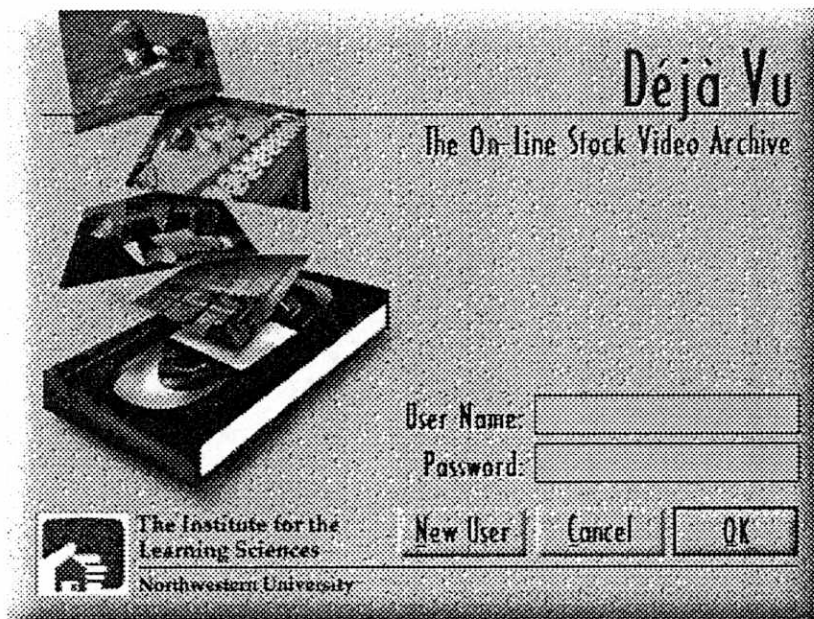 Déjà Vu
The On-Line Stock Video Archive
User Name:
Password:
New User Cancel OK
The Institute for the
Learning Sciences
Northwestern University